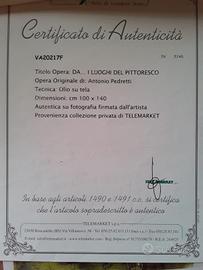 Certificato di Autenticità
VA20217F
Titolo Opera: DA... I LUOGHI DEL PITTORESCO
Opera Originale di: Antonio Pedretti
Tecnica: Olio su tela
Dimensioni: cm 100 x 140
Autentica su fotografia firmata dall'artista
Provenienza collezione privata di TELEMARKET
TELEMARKET
In base agli articoli 1490 e 1491 c.c. si certifica
che l'articolo sopradescritto è autentico
TELEMARKET